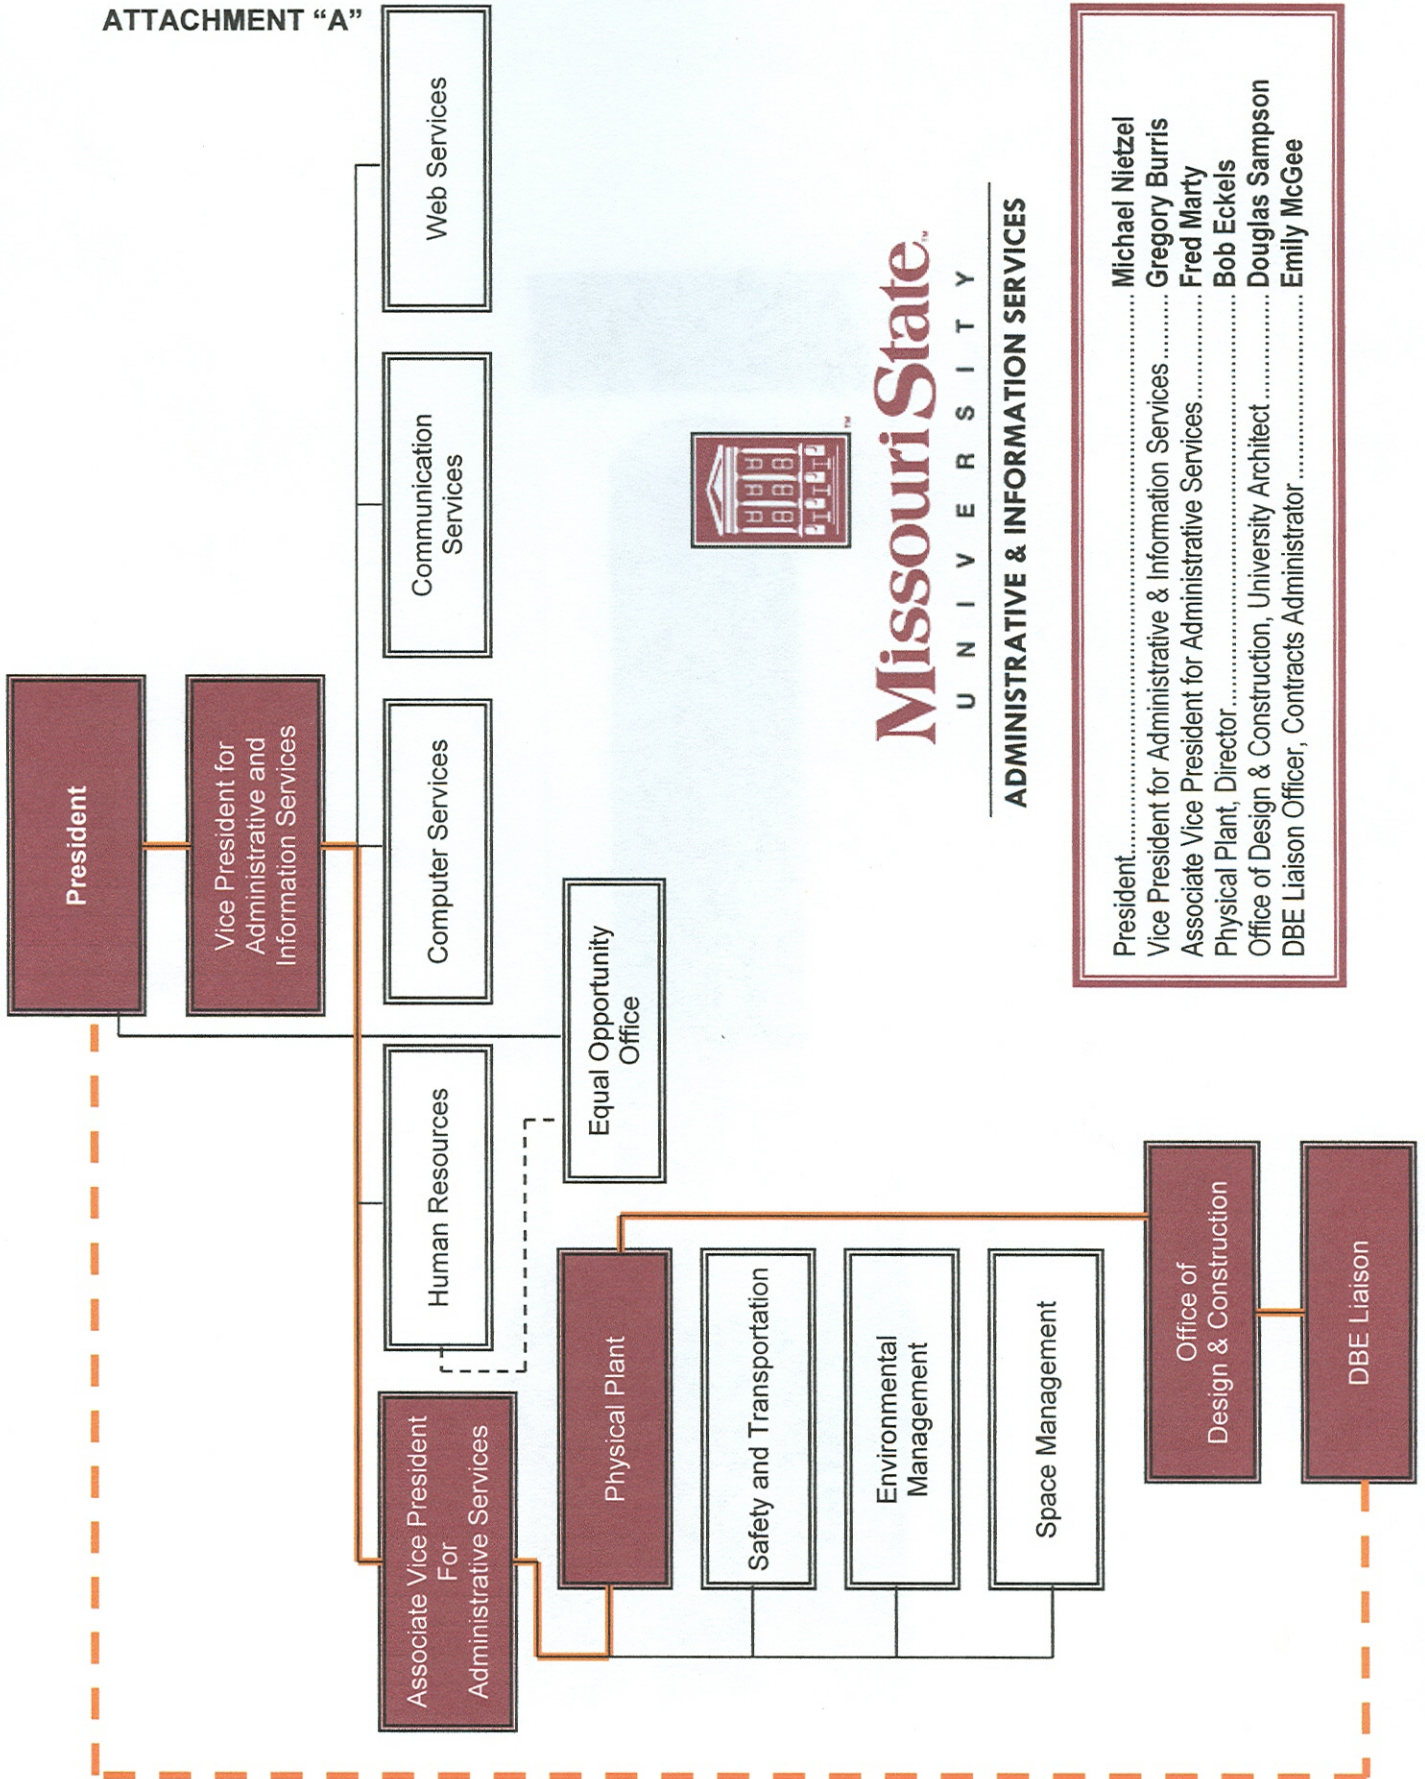 ATTACHMENT “A”
President
Vice President for
Administrative and
Information Services
Associate Vice President
For
Administrative Services
Human Resources
Computer Services
Communication
Services
Web Services
Equal Opportunity
Office
Physical Plant
Safety and Transportation
Environmental
Management
Space Management
Office of
Design & Construction
DBE Liaison
™
Missouri State™
UNIVERSITY
ADMINISTRATIVE & INFORMATION SERVICES
President.................................................................... Michael Nietzel
Vice President for Administrative & Information Services ......... Gregory Burris
Associate Vice President for Administrative Services.............. Fred Marty
Physical Plant, Director.................................................... Bob Eckels
Office of Design & Construction, University Architect .............. Douglas Sampson
DBE Liaison Officer, Contracts Administrator........................ Emily McGee